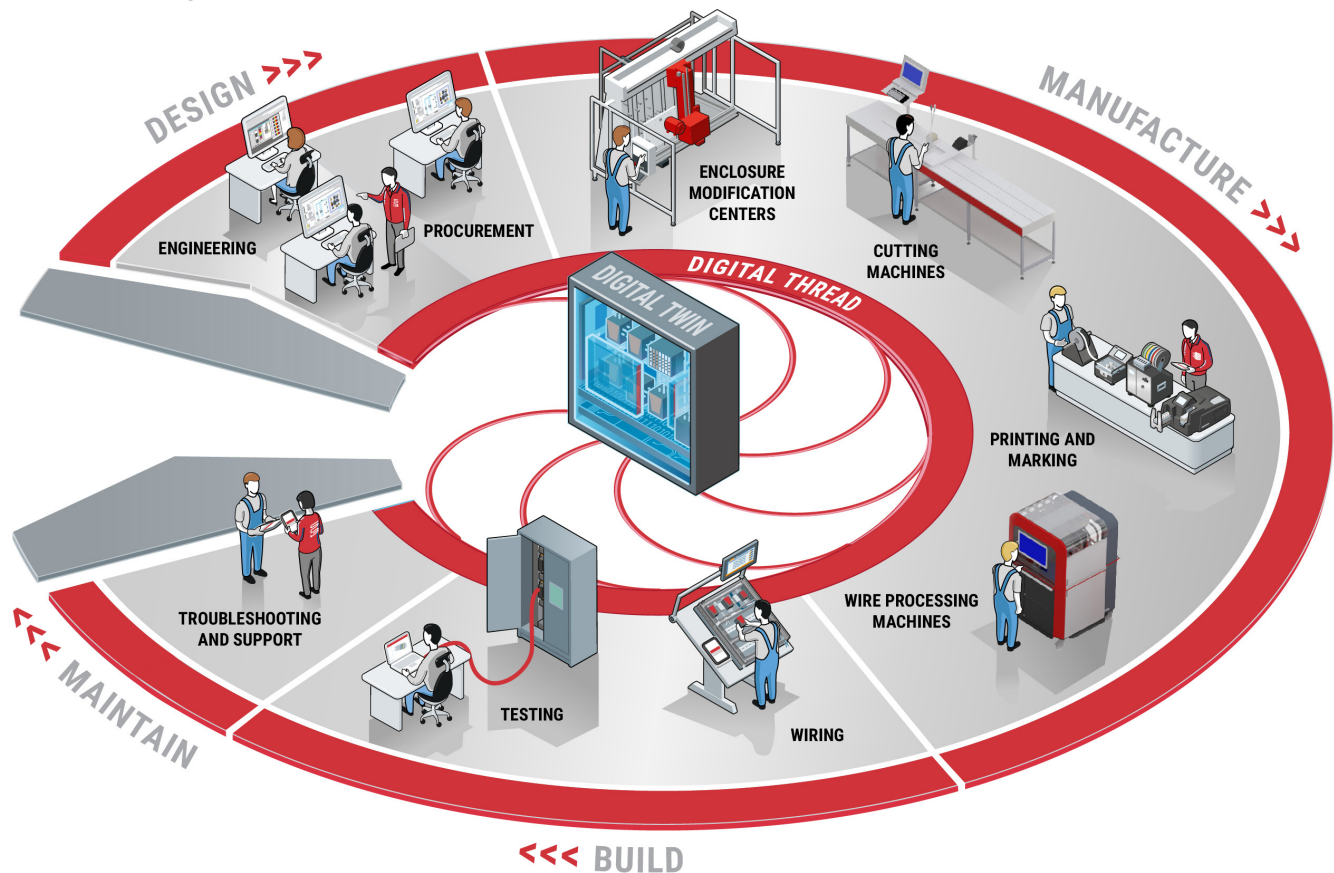 DESIGN >>>
ENGINEERING
PROCUREMENT
ENCLOSURE
MODIFICATION
CENTERS
MANUFACTURE >>>
CUTTING
MACHINES
DIGITAL THREAD
DIGITAL TWIN
PRINTING AND
MARKING
WIRE PROCESSING
MACHINES
WIRING
TESTING
<<< BUILD
TROUBLESHOOTING
AND SUPPORT
<<< MAINTAIN